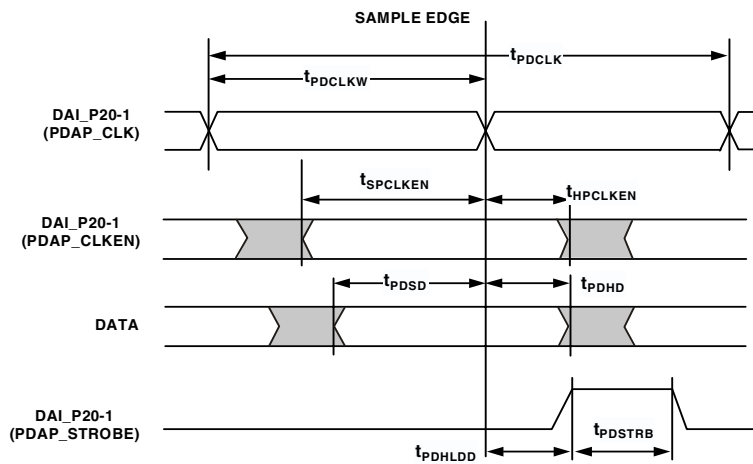 SAMPLE EDGE
tPDCLK
tPDCLKW
DAI_P20-1
(PDAP_CLK)
tSPCLKEN
tHPCLKEN
DAI_P20-1
(PDAP_CLKEN)
tPDSD
tPDHD
DATA
DAI_P20-1
(PDAP_STROBE)
tPDSTRB
tPDHLDD